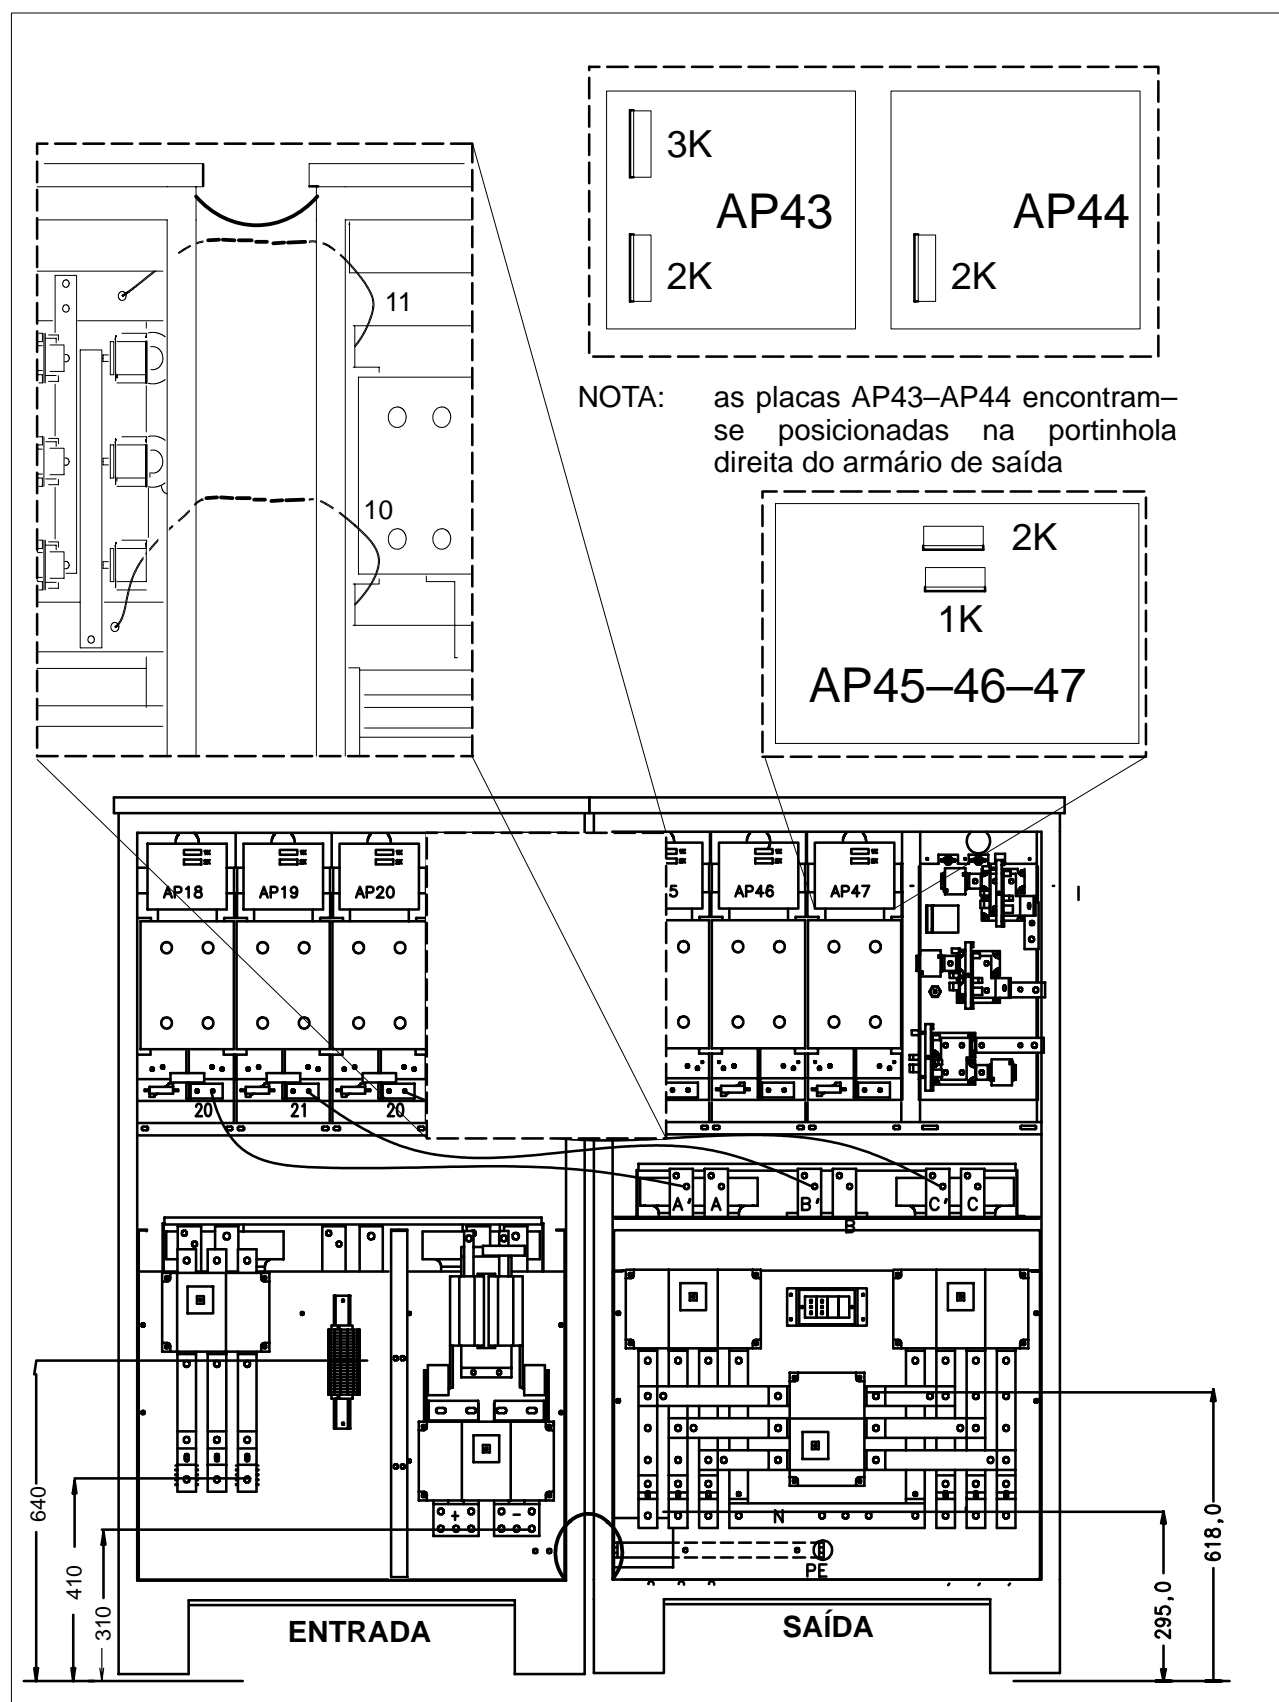 3K
AP43
AP44
2K
2K
11
NOTA: as placas AP43–AP44 encontram–
se posicionadas na portinhola
direita do armário de saída
10
2K
1K
AP45–46–47
AP18
AP19
AP20
5
AP46
AP47
20
21
20
A'
A
B'
C'
C
B
+
–
N
PE
640
410
310
618,0
295,0
ENTRADA
SAÍDA